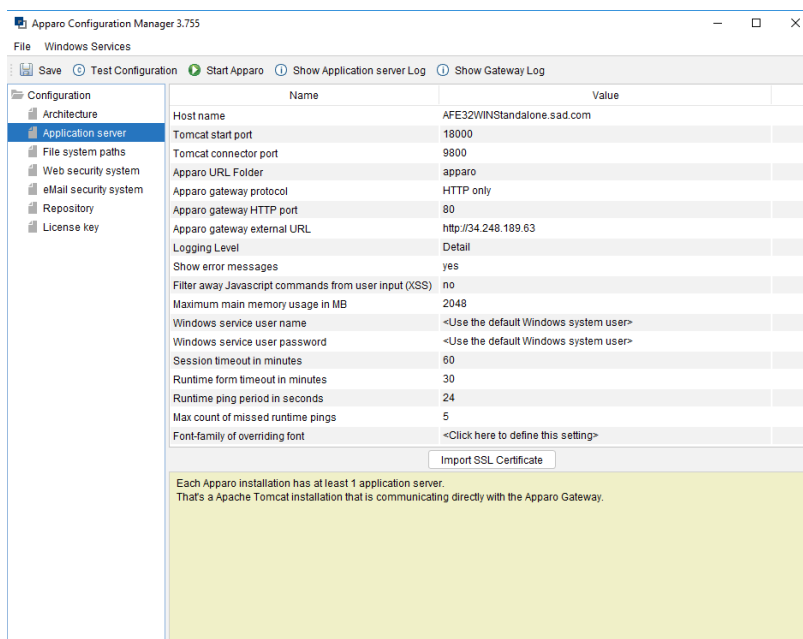 Apparo Configuration Manager 3.755
File Windows Services
Save Test Configuration Start Apparo Show Application server Log Show Gateway Log
Configuration
Architecture
Application server
File system paths
Web security system
eMail security system
Repository
License key
Name Value
Host name AFE32WINStandalone.sad.com
Tomcat start port 18000
Tomcat connector port 9800
Apparo URL Folder apparo
Apparo gateway protocol HTTP only
Apparo gateway HTTP port 80
Apparo gateway external URL http://34.248.189.63
Logging Level Detail
Show error messages yes
Filter away Javascript commands from user input (XSS) no
Maximum main memory usage in MB 2048
Windows service user name <Use the default Windows system user>
Windows service user password <Use the default Windows system user>
Session timeout in minutes 60
Runtime form timeout in minutes 30
Runtime ping period in seconds 24
Max count of missed runtime pings 5
Font-family of overriding font <Click here to define this setting>
Import SSL Certificate
Each Apparo installation has at least 1 application server.
That's a Apache Tomcat installation that is communicating directly with the Apparo Gateway.